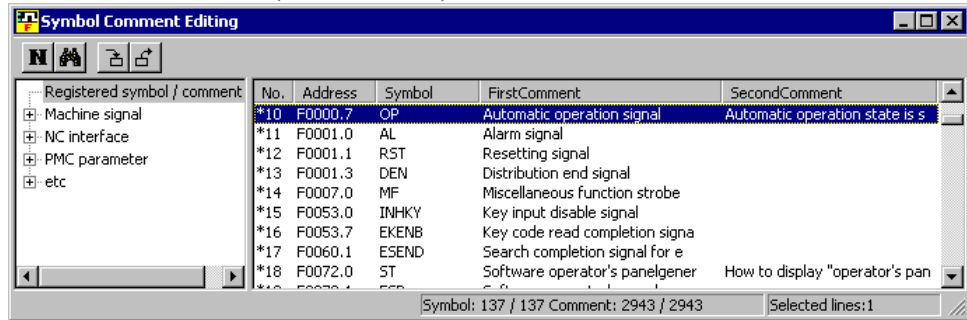 Symbol Comment Editing
N
Registered symbol / comment
Machine signal
NC interface
PMC parameter
etc
No. Address Symbol FirstComment SecondComment
*10 F0000.7 OP Automatic operation signal Automatic operation state is s
*11 F0001.0 AL Alarm signal
*12 F0001.1 RST Resetting signal
*13 F0001.3 DEN Distribution end signal
*14 F0007.0 MF Miscellaneous function strobe
*15 F0053.0 INHKY Key input disable signal
*16 F0053.7 EKENB Key code read completion signa
*17 F0060.1 ESEND Search completion signal for e
*18 F0072.0 ST Software operator's panelgener How to display "operator's pan
Symbol: 137 / 137 Comment: 2943 / 2943 Selected lines:1